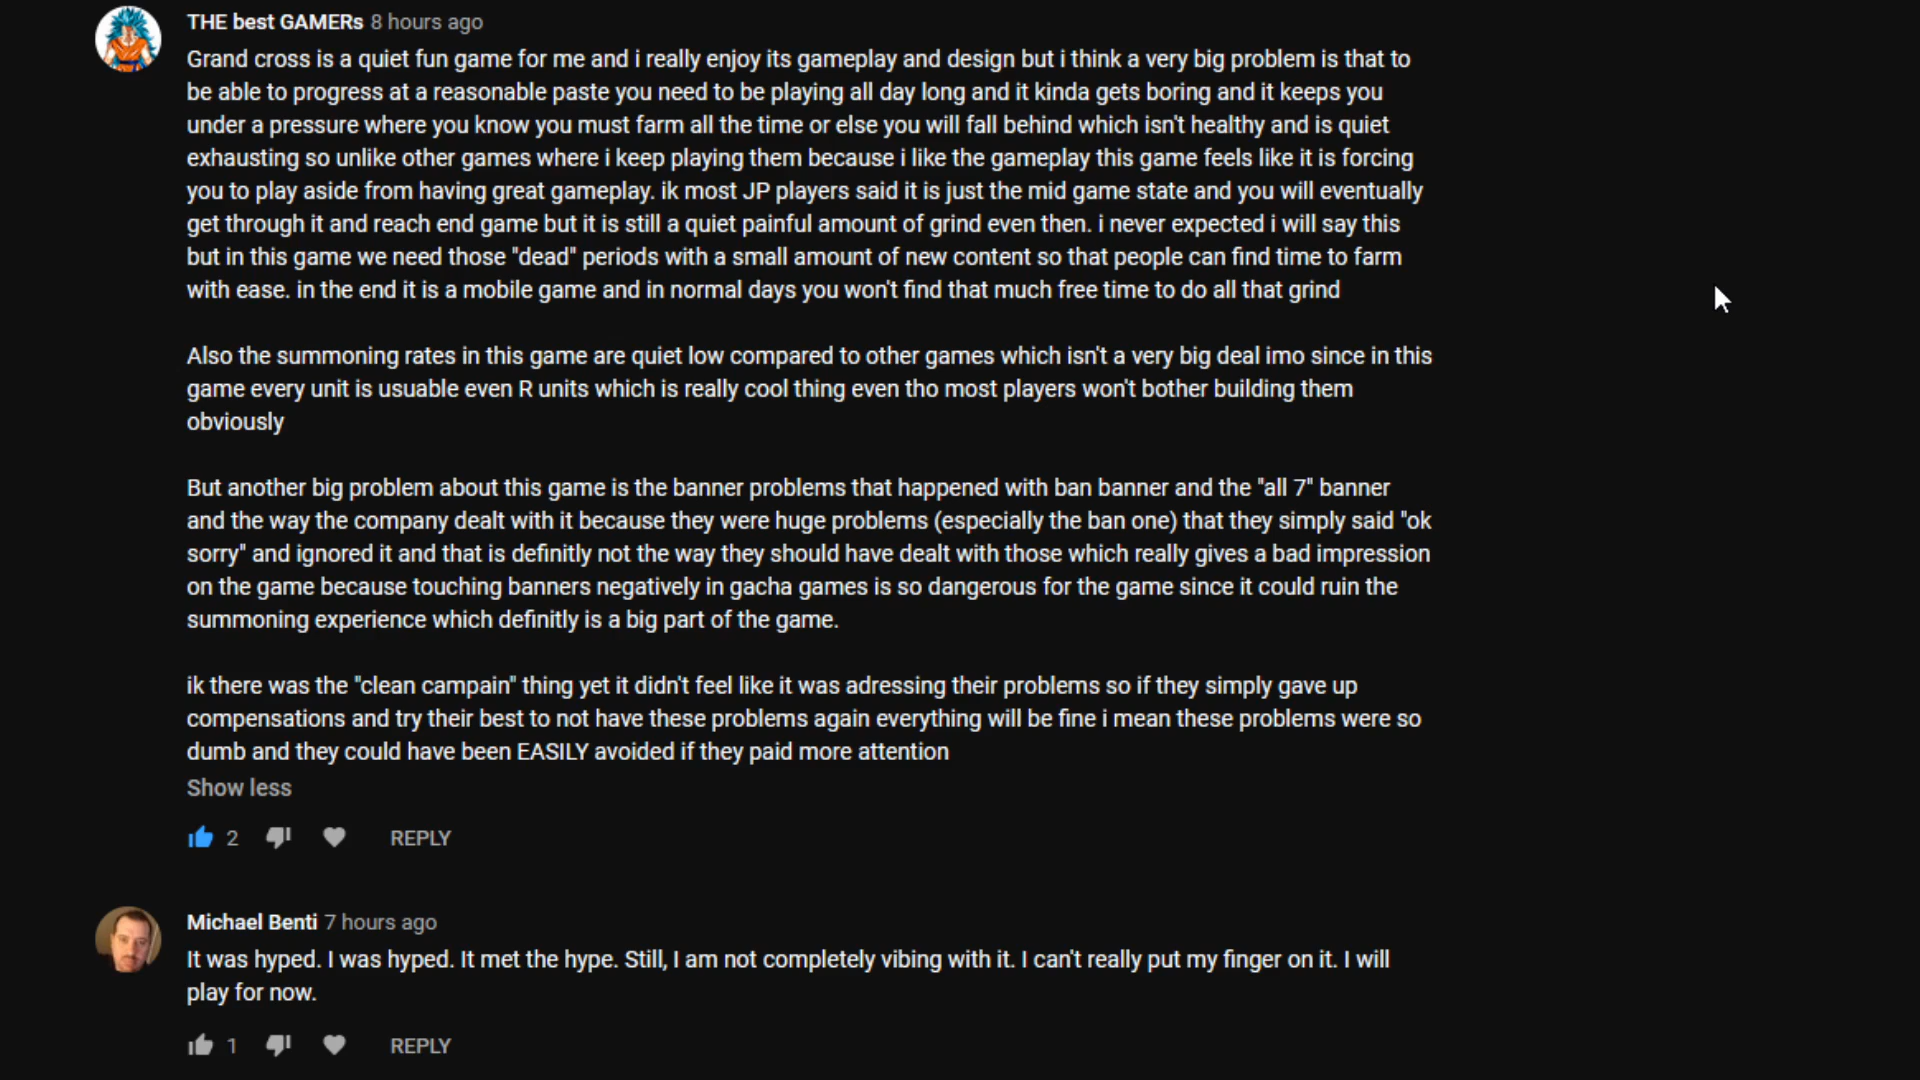 THE best GAMERs 8 hours ago
Grand cross is a quiet fun game for me and i really enjoy its gameplay and design but i think a very big problem is that to
be able to progress at a reasonable paste you need to be playing all day long and it kinda gets boring and it keeps you
under a pressure where you know you must farm all the time or else you will fall behind which isn't healthy and is quiet
exhausting so unlike other games where i keep playing them because i like the gameplay this game feels like it is forcing
you to play aside from having great gameplay. ik most JP players said it is just the mid game state and you will eventually
get through it and reach end game but it is still a quiet painful amount of grind even then. i never expected i will say this
but in this game we need those "dead" periods with a small amount of new content so that people can find time to farm
with ease. in the end it is a mobile game and in normal days you won't find that much free time to do all that grind
Also the summoning rates in this game are quiet low compared to other games which isn't a very big deal imo since in this
game every unit is usuable even R units which is really cool thing even tho most players won't bother building them
obviously
But another big problem about this game is the banner problems that happened with ban banner and the "all 7" banner
and the way the company dealt with it because they were huge problems (especially the ban one) that they simply said "ok
sorry" and ignored it and that is definitly not the way they should have dealt with those which really gives a bad impression
on the game because touching banners negatively in gacha games is so dangerous for the game since it could ruin the
summoning experience which definitly is a big part of the game.
ik there was the "clean campain" thing yet it didn't feel like it was adressing their problems so if they simply gave up
compensations and try their best to not have these problems again everything will be fine i mean these problems were so
dumb and they could have been EASILY avoided if they paid more attention
Show less
2 REPLY
Michael Benti 7 hours ago
It was hyped. I was hyped. It met the hype. Still, I am not completely vibing with it. I can't really put my finger on it. I will
play for now.
1 REPLY